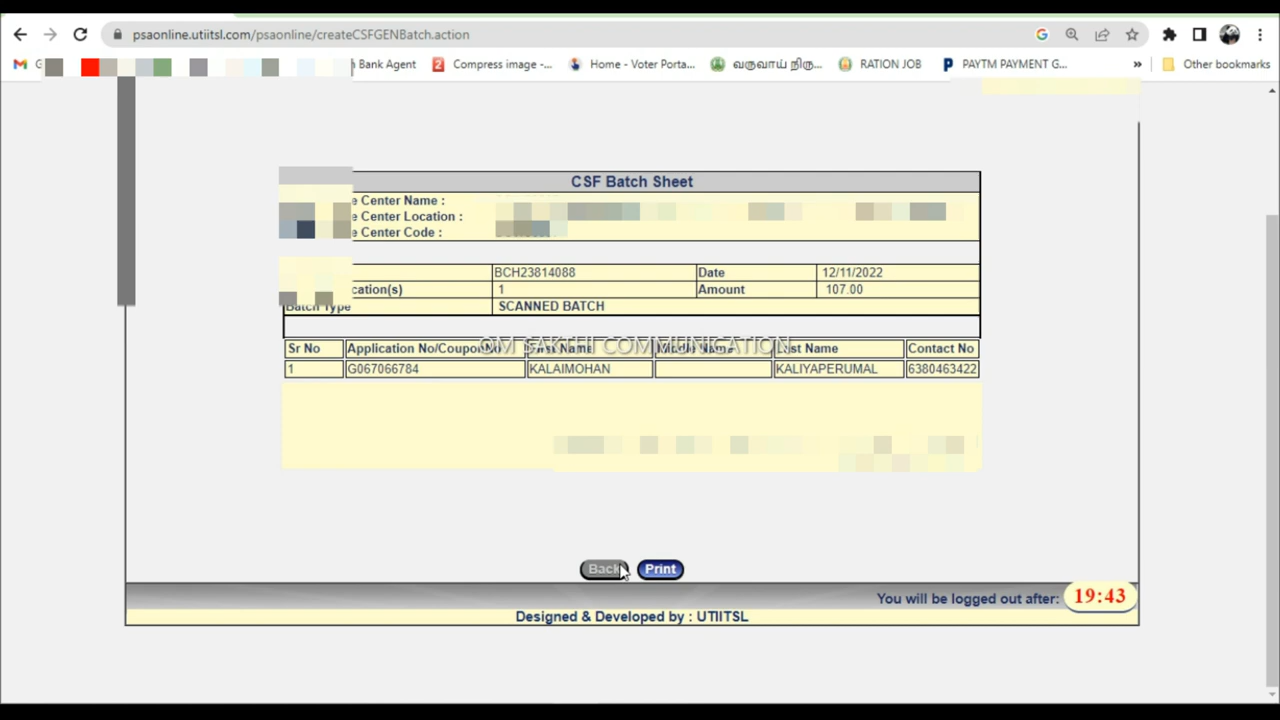 psaonline.utiitsl.com/psaonline/createCSFGENBatch.action
Bank Agent Compress image -... Home - Voter Porta... வருவாய் நிரு... RATION JOB PAYTM PAYMENT G... » Other bookmarks
CSF Batch Sheet
e Center Name :
e Center Location :
e Center Code :
BCH23814088 Date 12/11/2022
cation(s) 1 Amount 107.00
Batch Type SCANNED BATCH
OM SAKTHI COMMUNICATION
Sr No Application No/Coupon No First Name Middle Name Last Name Contact No
1 G067066784 KALAIMOHAN KALIYAPERUMAL 6380463422
Back Print
You will be logged out after: 19:43
Designed & Developed by : UTIITSL